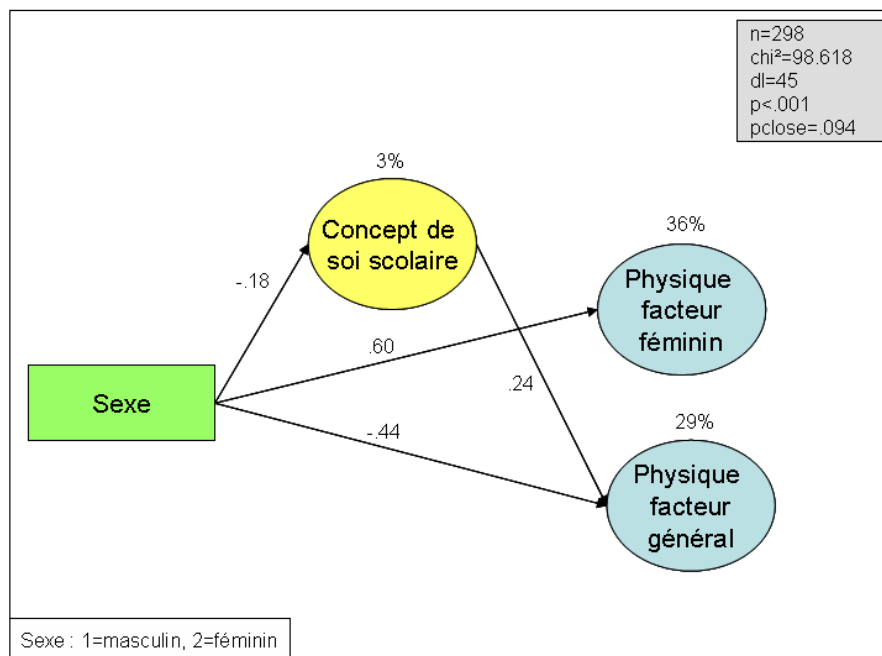 n=298
chi²=98.618
dl=45
p<.001
pclose=.094
3%
Concept de
soi scolaire
36%
Physique
facteur
féminin
-.18
.60
.24
Sexe
-.44
29%
Physique
facteur
général
Sexe : 1=masculin, 2=féminin